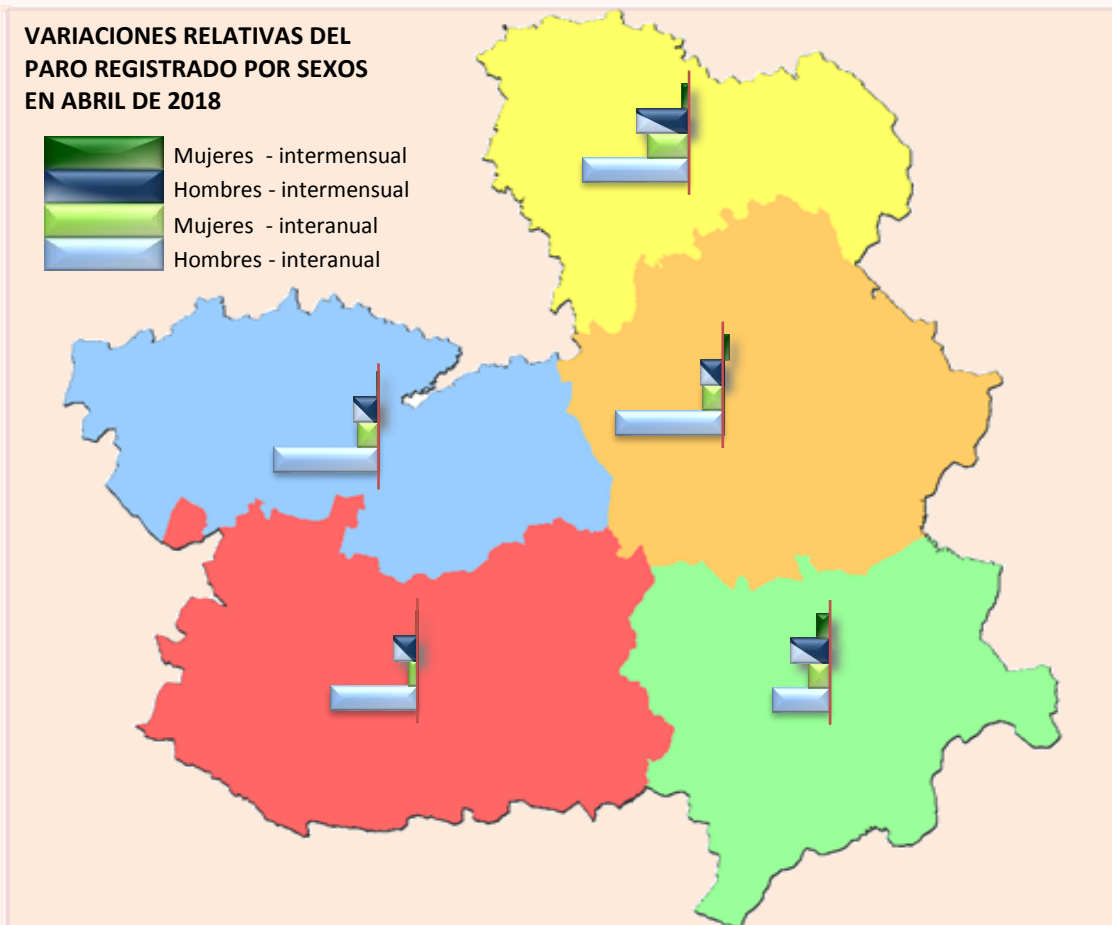 VARIACIONES RELATIVAS DEL
PARO REGISTRADO POR SEXOS
EN ABRIL DE 2018
Mujeres - intermensual
Hombres - intermensual
Mujeres - interanual
Hombres - interanual